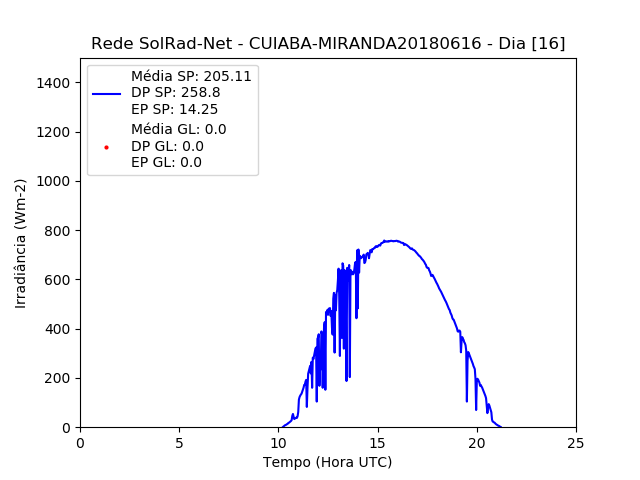 Rede SolRad-Net - CUIABA-MIRANDA20180616 - Dia [16]
Média SP: 205.11
DP SP: 258.8
EP SP: 14.25
Média GL: 0.0
DP GL: 0.0
EP GL: 0.0
1400
1200
1000
800
600
400
200
0
Irradiância (Wm-2)
0 5 10 15 20 25
Tempo (Hora UTC)